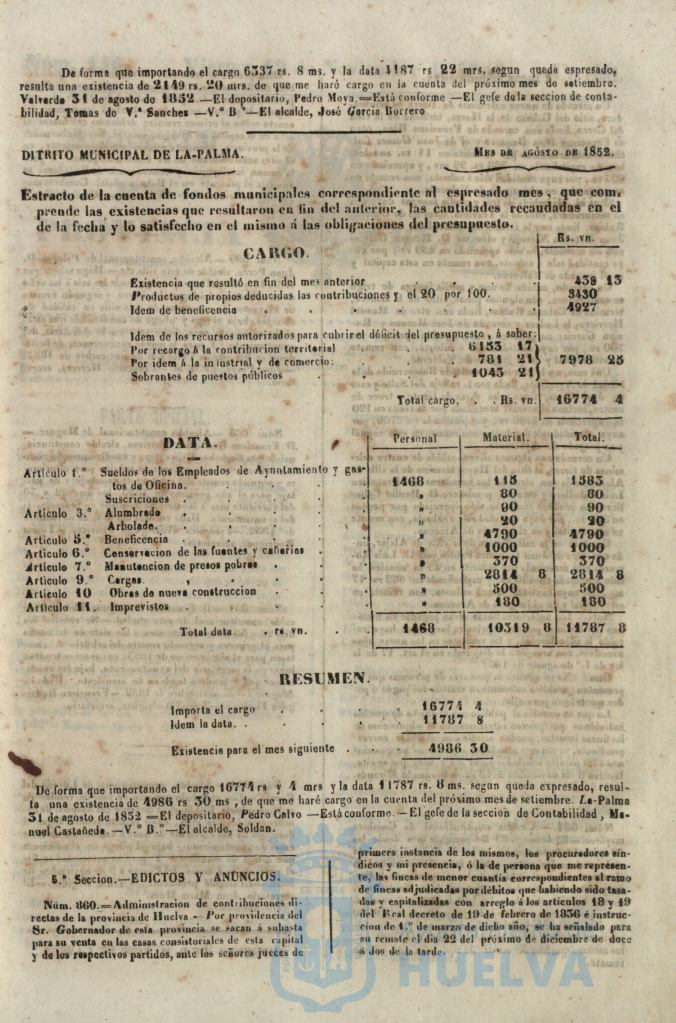 De forma que importando el cargo 6337 rs. 8 ms. y la data 4187 rs 22 mrs. segun queda espresado,
resulta una existencia de 2149 rs. 20 mrs. de que me haré cargo en la cuenta del próximo mes de setiembre.
Valverde 31 de agosto de 1852 —El depositario, Pedro Moya.=Está conforme —El gefe de la seccion de conta-
bilidad, Tomas de V.ª Sanches —V.º B º—El alcalde, José Garcia Borrero
DITRITO MUNICIPAL DE LA-PALMA.
MES DE AGOSTO DE 1852.
Estracto de la cuenta de fondos municipales correspondiente al espresado mes, que com-
prende las existencias que resultaron en fin del anterior, las cantidades recaudadas en el
de la fecha y lo satisfecho en el mismo á las obligaciones del presupuesto.
Rs. vn.
CARGO.
Existencia que resultó en fin del mes anterior . . . 439 13
Productos de propios deducidas las contribuciones y el 20 por 100. 3430
Idem de beneficencia . . . . . . 4927
Idem de los recursos autorizados para cubrir el déficit del presupuesto, á saber:
Por recargo á la contribucion territorial . . . 6153 17
Por idem á la industrial y de comercio: . . 781 21 7978 25
Sobrantes de puestos públicos . . . . 1043 21
Total cargo. . . Rs. vn. 16774 4
DATA.
Personal Material. Total.
Artículo 1.º Sueldos de los Empleados de Ayuntamiento y gas-
tos de Oficina. . . . 1468 115 1583
Suscriciones . . . . » 80 80
Artículo 3.º Alumbrado . . . . » 90 90
Arbolado. . . . . » 20 20
Artículo 5.º Beneficencia . . . . » 4790 4790
Artículo 6.º Conservacion de las fuentes y cañerias . » 1000 1000
Artículo 7.º Manutencion de presos pobres . . » 370 370
Artículo 9.º Cargas. . . . . » 2814 8 2814 8
Artículo 10 Obras de nueva construccion . . » 500 500
Artículo 11. Imprevistos . . . . » 180 180
Total data . rs. vn. . . 1468 10319 8 11787 8
RESUMEN.
Importa el cargo . . . 16774 4
Idem la data. . . . . 11787 8
Existencia para el mes siguiente . . . 4986 30
De forma que importando el cargo 16774 rs y 4 mrs y la data 11787 rs. 8 ms. segun queda expresado, resul-
ta una existencia de 4986 rs 30 ms, de que me haré cargo en la cuenta del próximo mes de setiembre. La-Palma
31 de agosto de 1852 =El depositario, Pedro Calvo —Está conforme.—El gefe de la seccion de Contabilidad, Ma-
nuel Castañeda.—V.º B.º—El alcalde, Soldan.
5.ª Seccion.—EDICTOS Y ANUNCIOS.
Núm. 860.=Administracion de contribuciones di-
rectas de la provincia de Huelva - Por providencia del
Sr. Gobernador de esta provincia se sacan á subasta
para su venta en las casas consistoriales de esta capital
y de los respectivos partidos, ante los señores jueces de
primera instancia de los mismos, los procuradores sín-
dicos y mi presencia, ó la de persona que me represen-
te, las fincas de menor cuantía correspondientes al ramo
de fincas adjudicadas por débitos que habiendo sido tasa-
das y capitalizadas con arreglo á los artículos 18 y 19
del Real decreto de 19 de febrero de 1836 é instruc-
cion de 1.º de marzo de dicho año, se ha señalado para
su remate el dia 22 del próximo de diciembre de doce
á dos de la tarde.
HUELVA